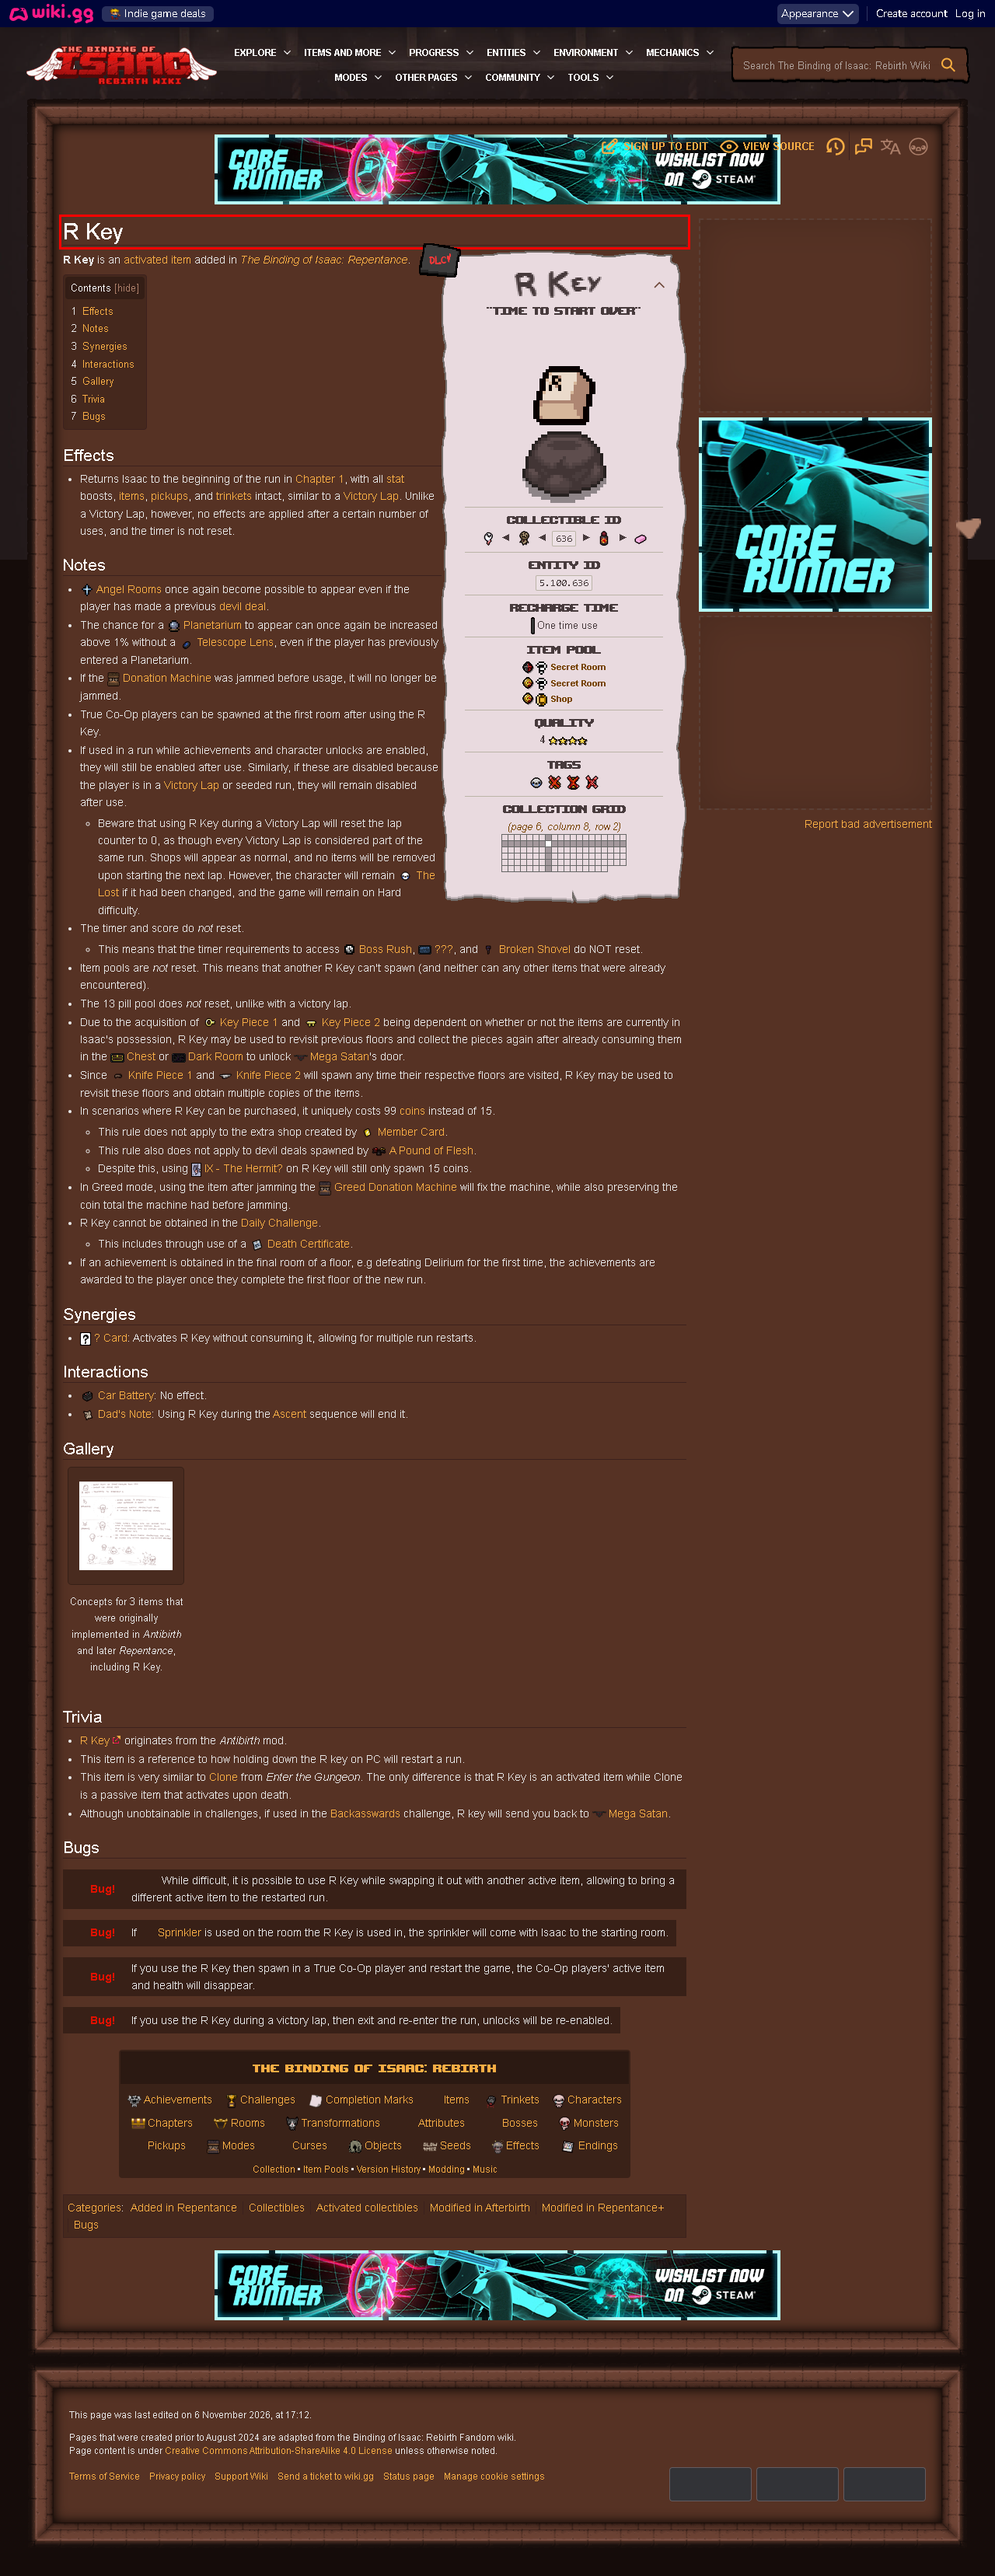 wiki.gg Indie game deals Appearance Create account Log in
THE BINDING OF
ISAAC
REBIRTH WIKI
EXPLORE ITEMS AND MORE PROGRESS ENTITIES ENVIRONMENT MECHANICS
MODES OTHER PAGES COMMUNITY TOOLS
Search The Binding of Isaac: Rebirth Wiki
CORE RUNNER WISHLIST NOW ON STEAM
SIGN UP TO EDIT VIEW SOURCE
R Key
R Key is an activated item added in The Binding of Isaac: Repentance.
DLC
Contents [hide]
1 Effects
2 Notes
3 Synergies
4 Interactions
5 Gallery
6 Trivia
7 Bugs
R KEY
"TIME TO START OVER"
R
COLLECTIBLE ID
636
ENTITY ID
5.100.636
RECHARGE TIME
One time use
ITEM POOL
Secret Room
Secret Room
Shop
QUALITY
4
TAGS
COLLECTION GRID
(page 6, column 8, row 2)
CORE
RUNNER
Report bad advertisement
Effects
Returns Isaac to the beginning of the run in Chapter 1, with all stat
boosts, items, pickups, and trinkets intact, similar to a Victory Lap. Unlike
a Victory Lap, however, no effects are applied after a certain number of
uses, and the timer is not reset.
Notes
Angel Rooms once again become possible to appear even if the
player has made a previous devil deal.
The chance for a Planetarium to appear can once again be increased
above 1% without a Telescope Lens, even if the player has previously
entered a Planetarium.
If the Donation Machine was jammed before usage, it will no longer be
jammed.
True Co-Op players can be spawned at the first room after using the R
Key.
If used in a run while achievements and character unlocks are enabled,
they will still be enabled after use. Similarly, if these are disabled because
the player is in a Victory Lap or seeded run, they will remain disabled
after use.
Beware that using R Key during a Victory Lap will reset the lap
counter to 0, as though every Victory Lap is considered part of the
same run. Shops will appear as normal, and no items will be removed
upon starting the next lap. However, the character will remain The
Lost if it had been changed, and the game will remain on Hard
difficulty.
The timer and score do not reset.
This means that the timer requirements to access Boss Rush, ???, and Broken Shovel do NOT reset.
Item pools are not reset. This means that another R Key can't spawn (and neither can any other items that were already
encountered).
The 13 pill pool does not reset, unlike with a victory lap.
Due to the acquisition of Key Piece 1 and Key Piece 2 being dependent on whether or not the items are currently in
Isaac's possession, R Key may be used to revisit previous floors and collect the pieces again after already consuming them
in the Chest or Dark Room to unlock Mega Satan's door.
Since Knife Piece 1 and Knife Piece 2 will spawn any time their respective floors are visited, R Key may be used to
revisit these floors and obtain multiple copies of the items.
In scenarios where R Key can be purchased, it uniquely costs 99 coins instead of 15.
This rule does not apply to the extra shop created by Member Card.
This rule also does not apply to devil deals spawned by A Pound of Flesh.
Despite this, using IX - The Hermit? on R Key will still only spawn 15 coins.
In Greed mode, using the item after jamming the Greed Donation Machine will fix the machine, while also preserving the
coin total the machine had before jamming.
R Key cannot be obtained in the Daily Challenge.
This includes through use of a Death Certificate.
If an achievement is obtained in the final room of a floor, e.g defeating Delirium for the first time, the achievements are
awarded to the player once they complete the first floor of the new run.
Synergies
? Card: Activates R Key without consuming it, allowing for multiple run restarts.
Interactions
Car Battery: No effect.
Dad's Note: Using R Key during the Ascent sequence will end it.
Gallery
Concepts for 3 items that
were originally
implemented in Antibirth
and later Repentance,
including R Key.
Trivia
R Key originates from the Antibirth mod.
This item is a reference to how holding down the R key on PC will restart a run.
This item is very similar to Clone from Enter the Gungeon. The only difference is that R Key is an activated item while Clone
is a passive item that activates upon death.
Although unobtainable in challenges, if used in the Backasswards challenge, R key will send you back to Mega Satan.
Bugs
Bug! While difficult, it is possible to use R Key while swapping it out with another active item, allowing to bring a
different active item to the restarted run.
Bug! If Sprinkler is used on the room the R Key is used in, the sprinkler will come with Isaac to the starting room.
Bug! If you use the R Key then spawn in a True Co-Op player and restart the game, the Co-Op players' active item
and health will disappear.
Bug! If you use the R Key during a victory lap, then exit and re-enter the run, unlocks will be re-enabled.
THE BINDING OF ISAAC: REBIRTH
Achievements Challenges Completion Marks Items Trinkets Characters
Chapters Rooms Transformations Attributes Bosses Monsters
Pickups Modes Curses Objects Seeds Effects Endings
Collection • Item Pools • Version History • Modding • Music
Categories: Added in Repentance Collectibles Activated collectibles Modified in Afterbirth Modified in Repentance+
Bugs
CORE RUNNER WISHLIST NOW ON STEAM
This page was last edited on 6 November 2026, at 17:12.
Pages that were created prior to August 2024 are adapted from the Binding of Isaac: Rebirth Fandom wiki.
Page content is under Creative Commons Attribution-ShareAlike 4.0 License unless otherwise noted.
Terms of Service Privacy policy Support Wiki Send a ticket to wiki.gg Status page Manage cookie settings